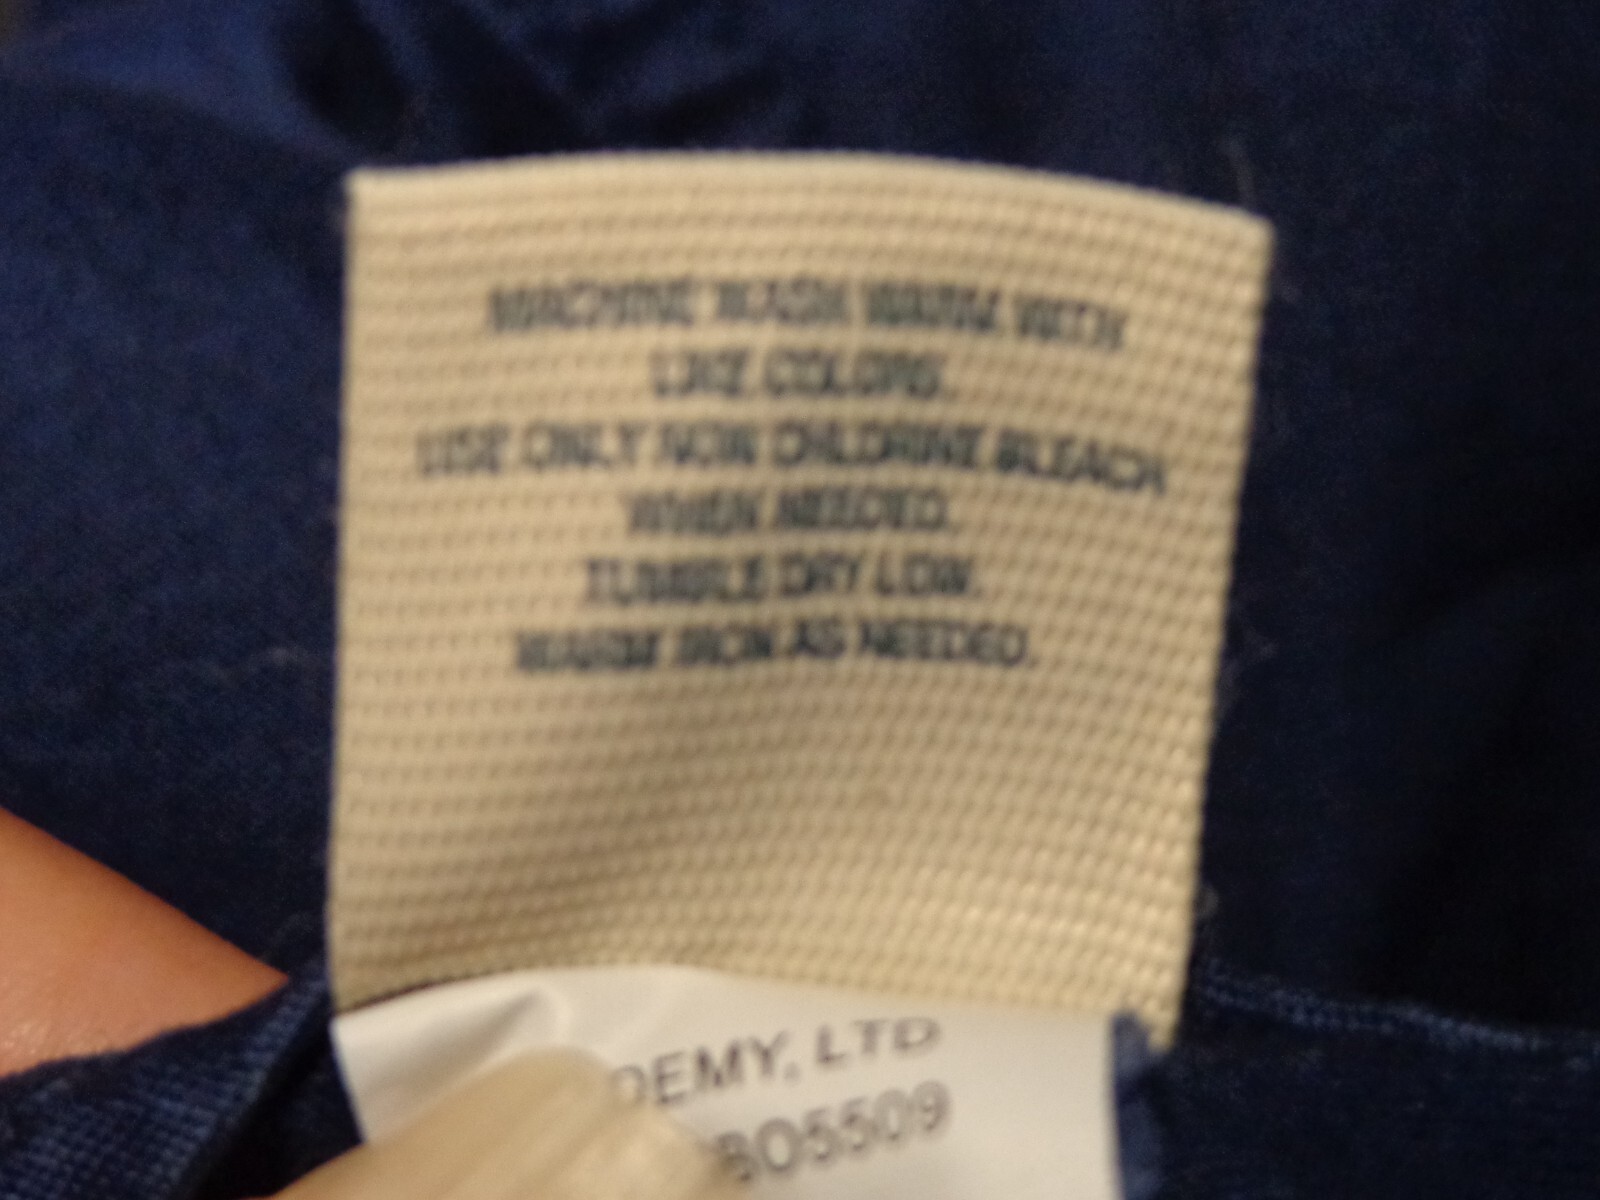 MACHINE WASH WARM WITH
LIKE COLORS.
USE ONLY NON CHLORINE BLEACH
WHEN NEEDED.
TUMBLE DRY LOW.
WARM IRON AS NEEDED.
DEMY, LTD
BO5509